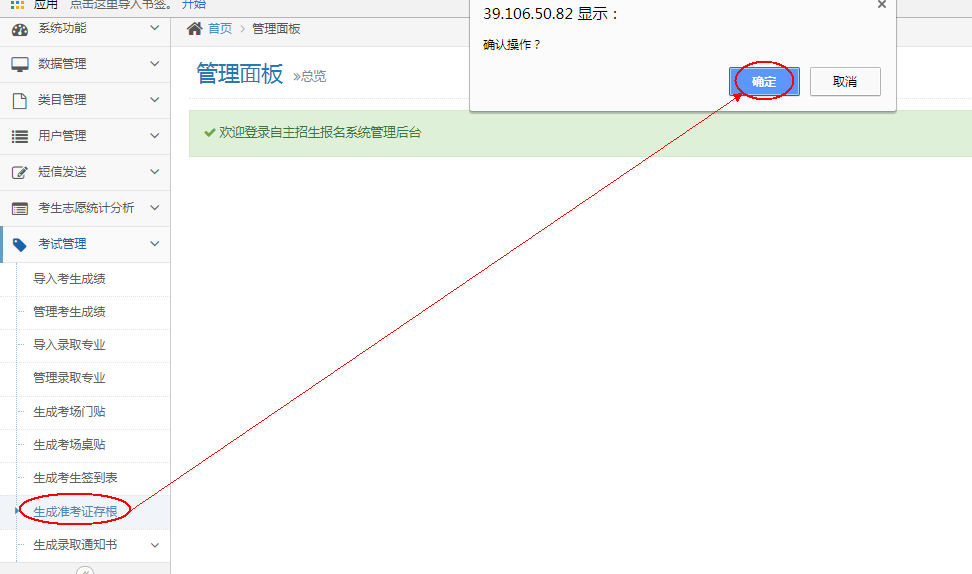 应用 点击这里导入书签。 开始
系统功能
数据管理
类目管理
用户管理
短信发送
考生志愿统计分析
考试管理
导入考生成绩
管理考生成绩
导入录取专业
管理录取专业
生成考场门贴
生成考场桌贴
生成考生签到表
生成准考证存根
生成录取通知书
首页 > 管理面板
管理面板 »总览
欢迎登录自主招生报名系统管理后台
39.106.50.82 显示：
确认操作？
确定 取消